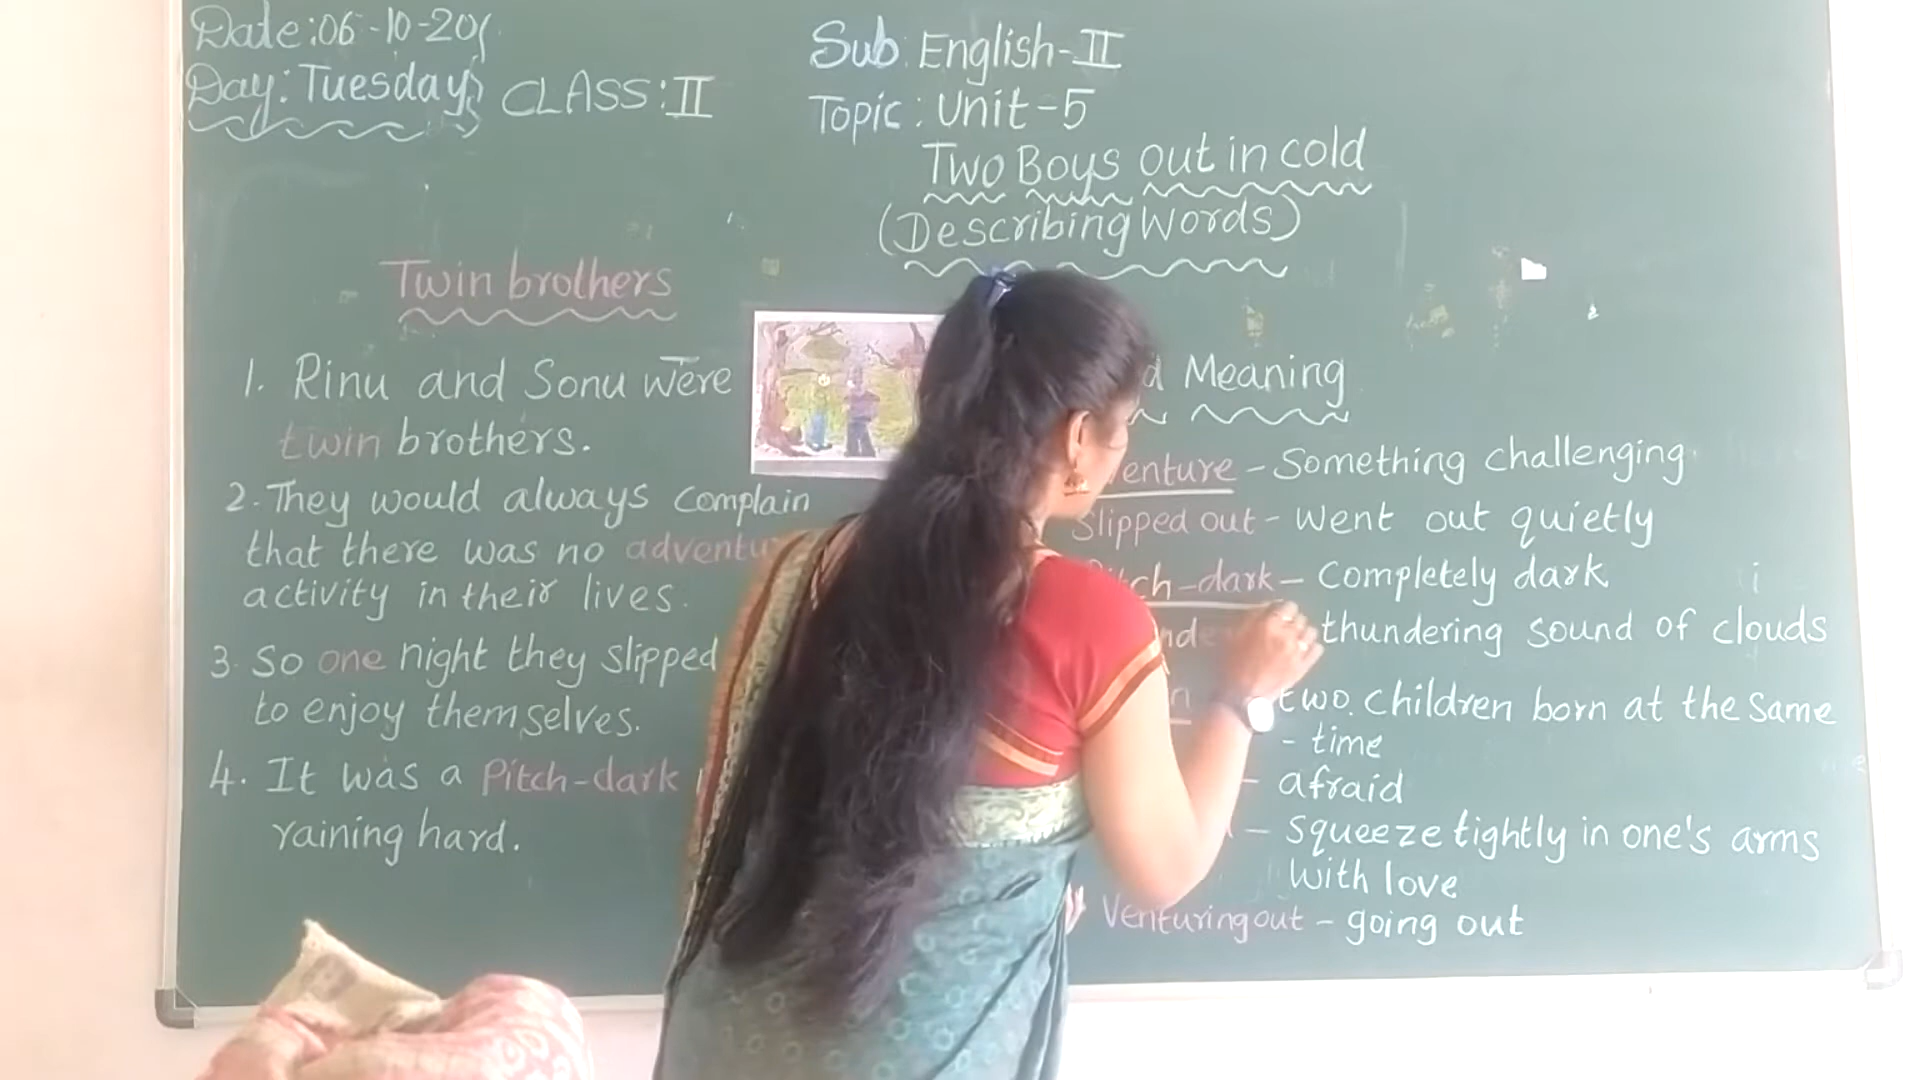 Date:06-10-20
Day: Tuesday CLASS: II
Sub: English-II
Topic: Unit-5
Two Boys out in cold
(Describing Words)
Twin brothers
1. Rinu and Sonu were
twin brothers.
2. They would always complain
that there was no adventu
activity in their lives.
3. So one night they slipped
to enjoy themselves.
4. It was a Pitch-dark
raining hard.
Meaning
venture - Something challenging
Slipped out - Went out quietly
Pitch-dark - Completely dark
thundering sound of clouds
two children born at the same
- time
- afraid
- squeeze tightly in one's arms
with love
Venturing out - going out